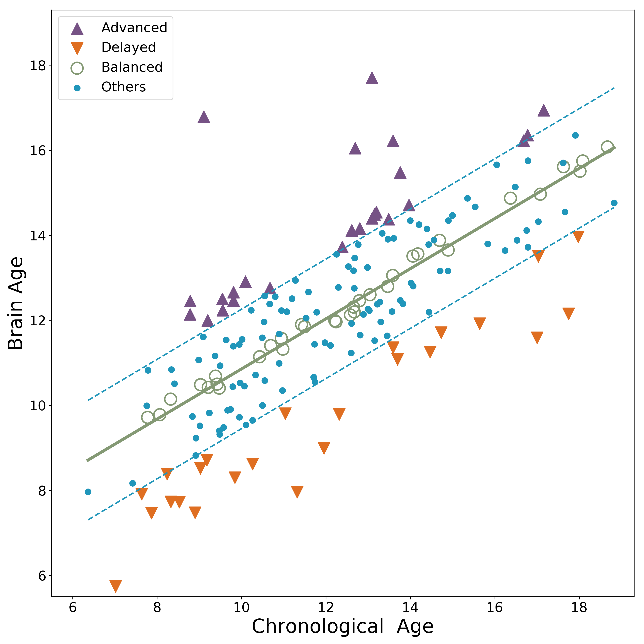 Advanced
Delayed
Balanced
Others
18
16
14
12
10
8
6
Brain Age
6 8 10 12 14 16 18
Chronological Age